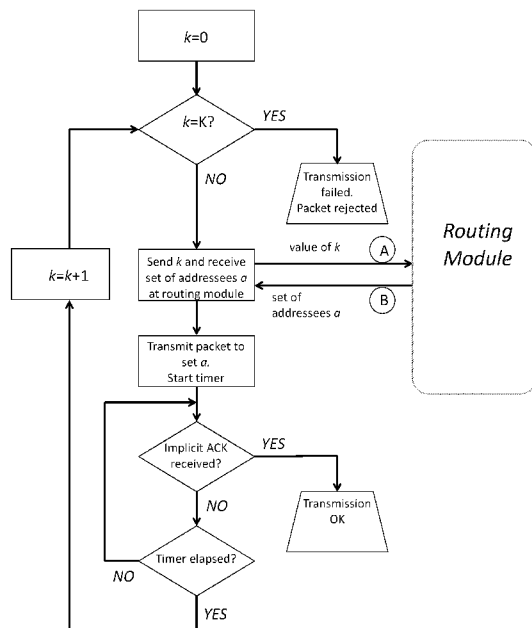 k=0
k=K?
YES
NO
Transmission
failed.
Packet rejected
Routing
Module
k=k+1
Send k and receive
set of addressees a
at routing module
value of k
A
set of
addressees a
B
Transmit packet to
set a.
Start timer
Implicit ACK
received?
YES
NO
Transmission
OK
Timer elapsed?
NO
YES